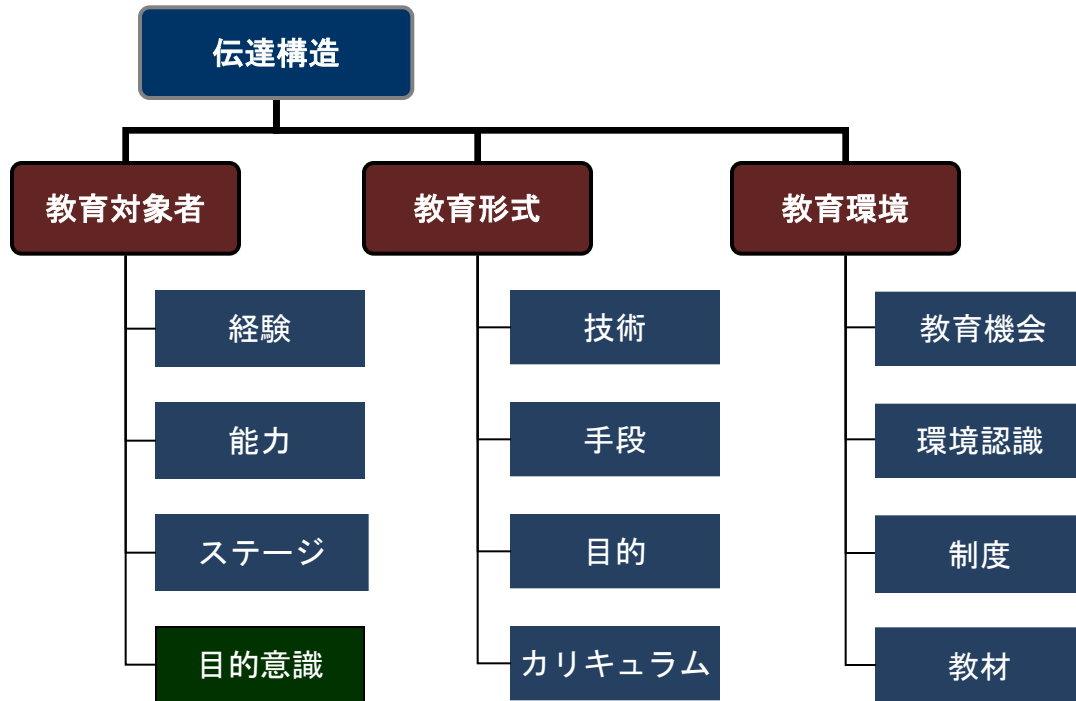 伝達構造
教育対象者
教育形式
教育環境
経験
技術
教育機会
能力
手段
環境認識
ステージ
目的
制度
目的意識
カリキュラム
教材